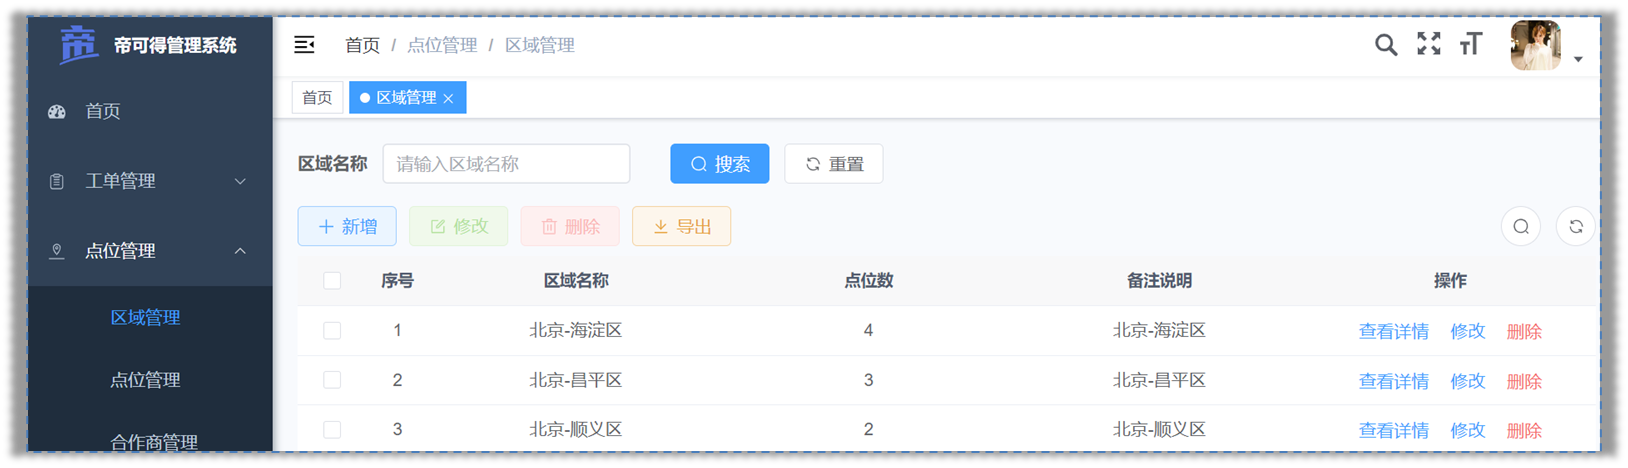 帝 帝可得管理系统
首页 / 点位管理 / 区域管理
首页
首页 区域管理
工单管理
区域名称 请输入区域名称 搜索 重置
点位管理
新增 修改 删除 导出
序号 区域名称 点位数 备注说明 操作
区域管理
1 北京-海淀区 4 北京-海淀区 查看详情 修改 删除
点位管理
2 北京-昌平区 3 北京-昌平区 查看详情 修改 删除
合作商管理
3 北京-顺义区 2 北京-顺义区 查看详情 修改 删除